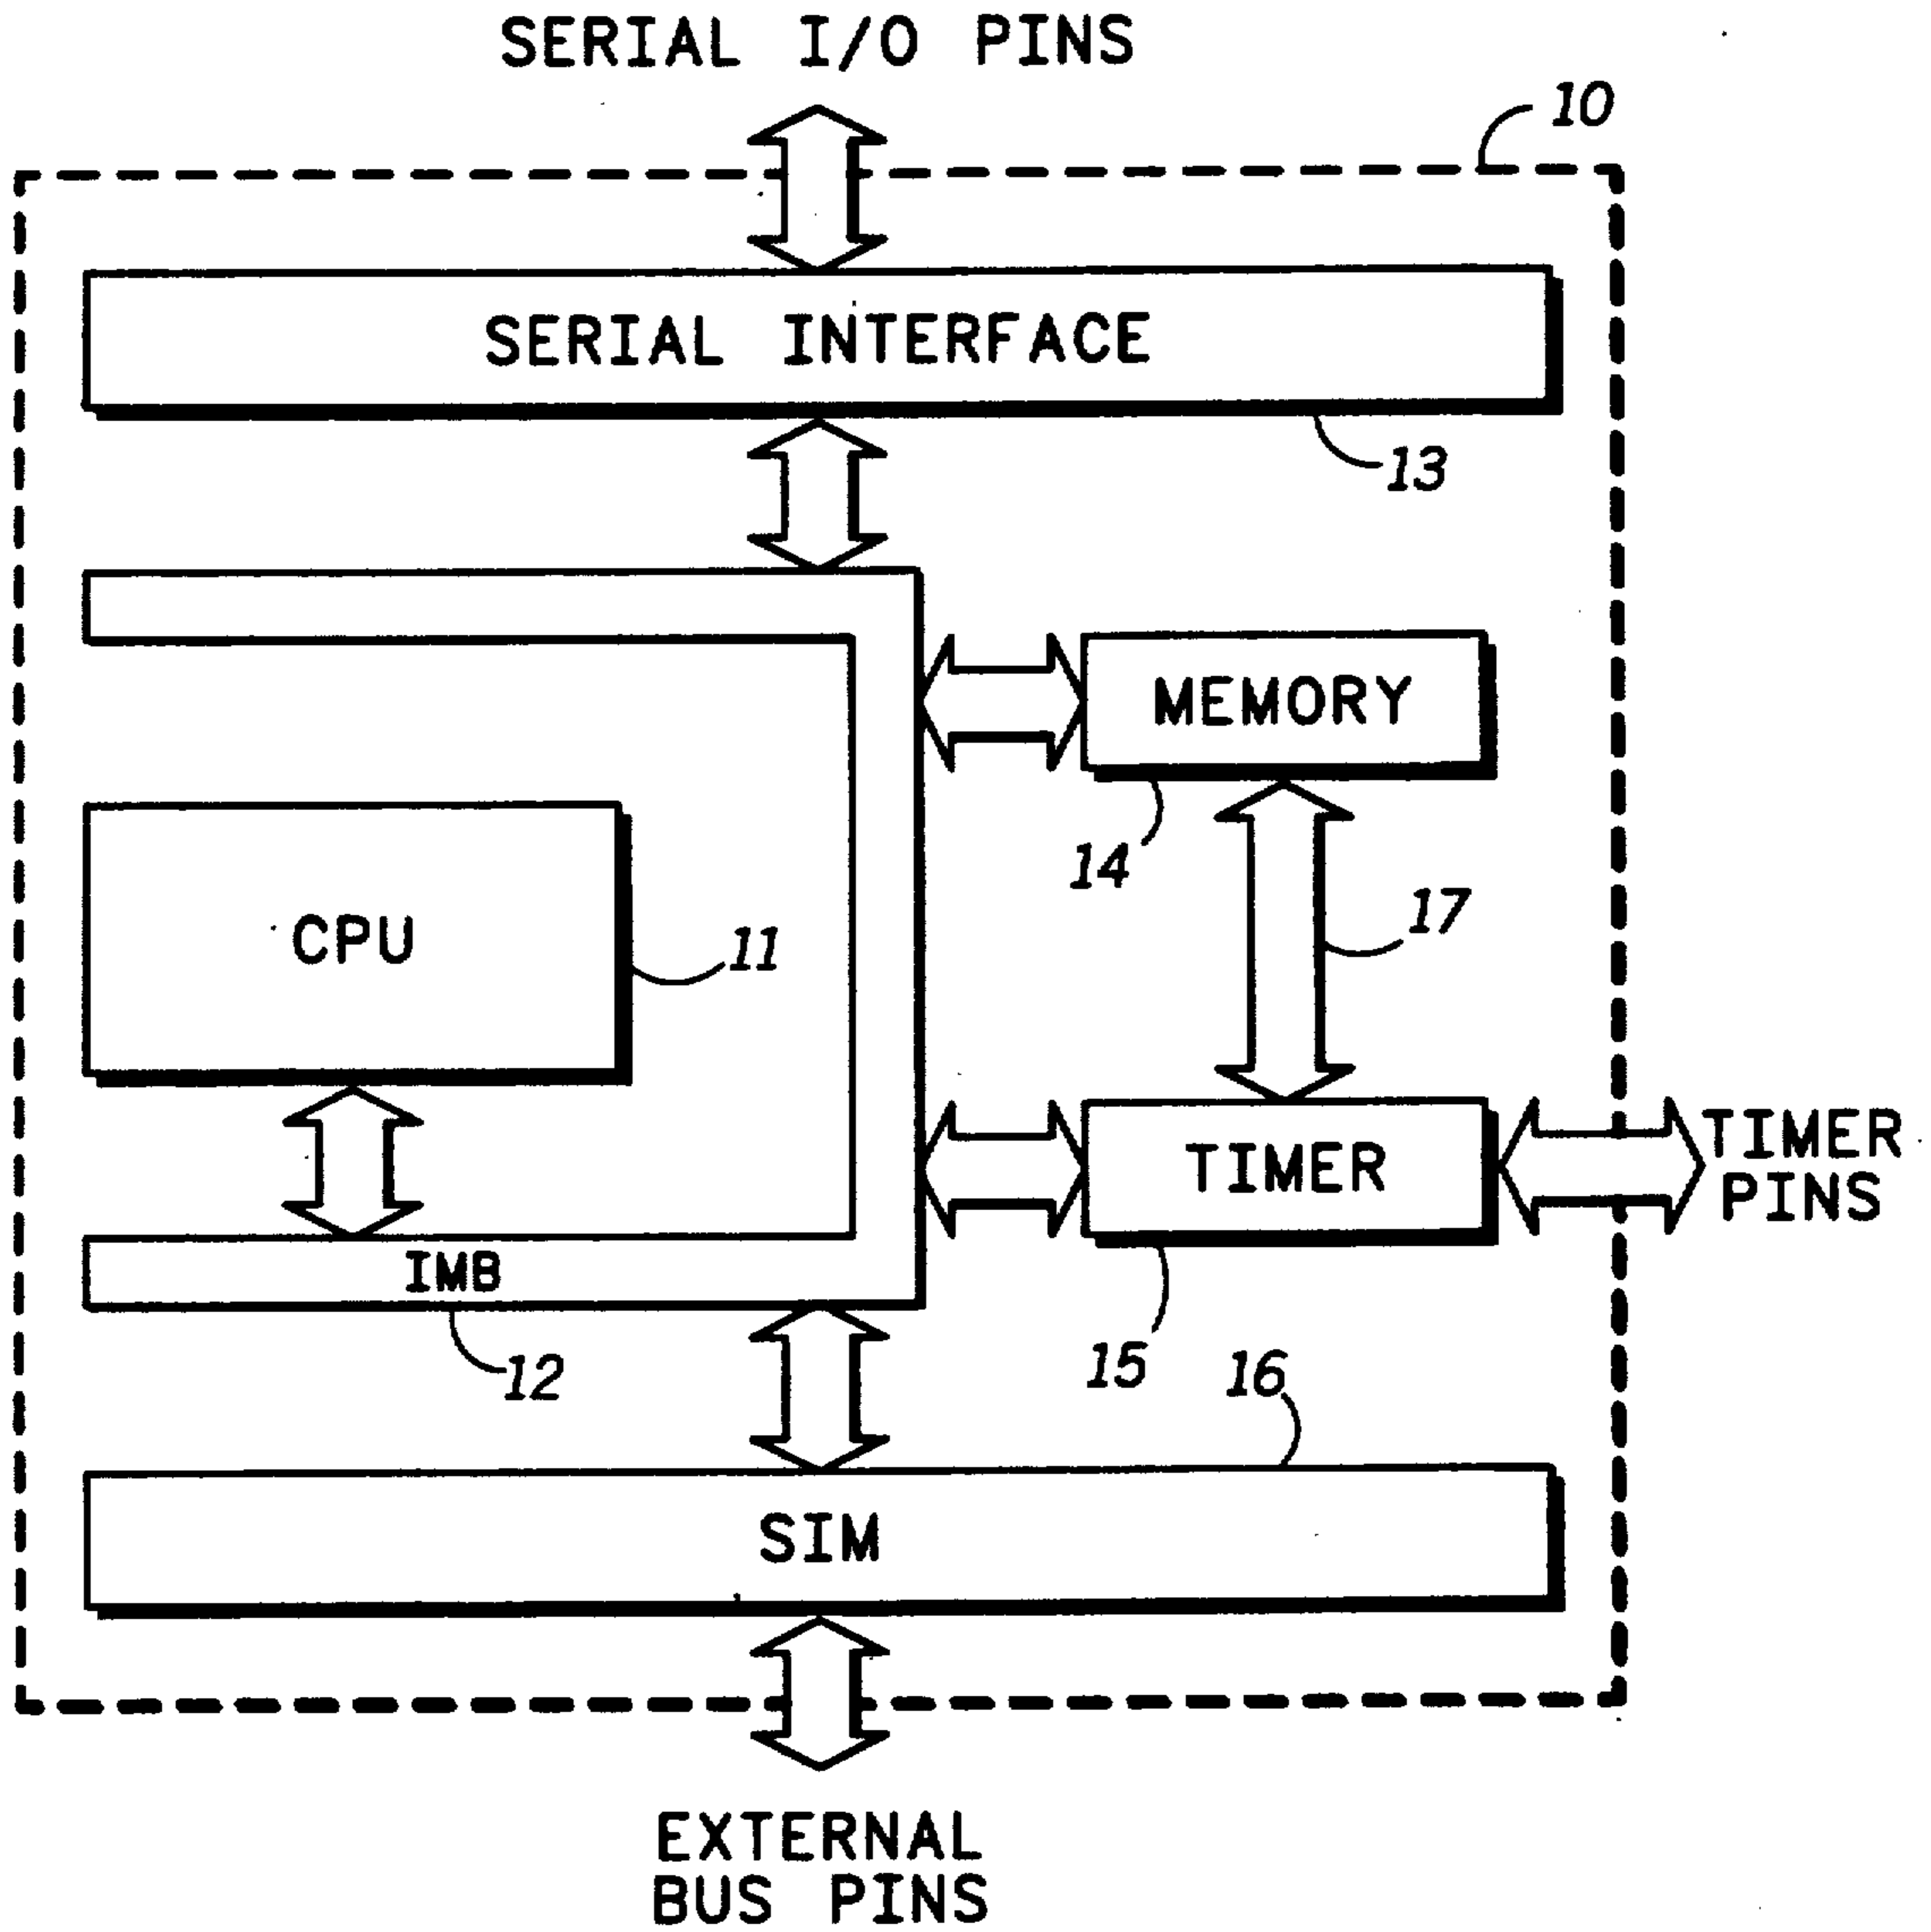 SERIAL I/O PINS
10
SERIAL INTERFACE
13
MEMORY
14
17
CPU
11
TIMER
TIMER
PINS
IMB
12
15
16
SIM
EXTERNAL
BUS PINS